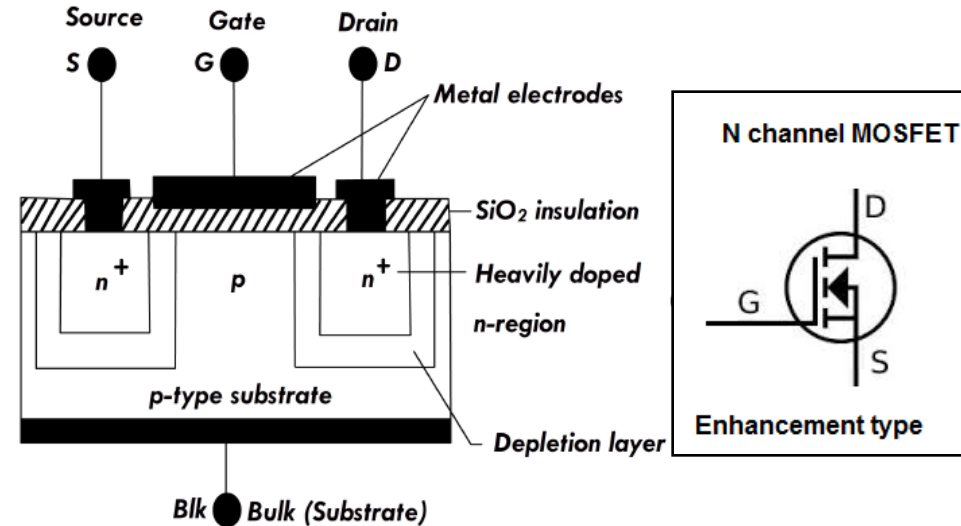 Source Gate Drain
S G D
Metal electrodes
N channel MOSFET
SiO2 insulation
D
n+ p n+
Heavily doped
n-region
G
S
p-type substrate
Enhancement type
Depletion layer
Blk Bulk (Substrate)